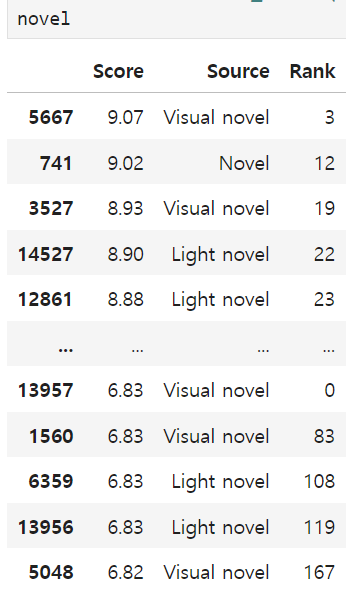 novel
Score Source Rank
5667 9.07 Visual novel 3
741 9.02 Novel 12
3527 8.93 Visual novel 19
14527 8.90 Light novel 22
12861 8.88 Light novel 23
... ... ... ...
13957 6.83 Visual novel 0
1560 6.83 Visual novel 83
6359 6.83 Light novel 108
13956 6.83 Light novel 119
5048 6.82 Visual novel 167